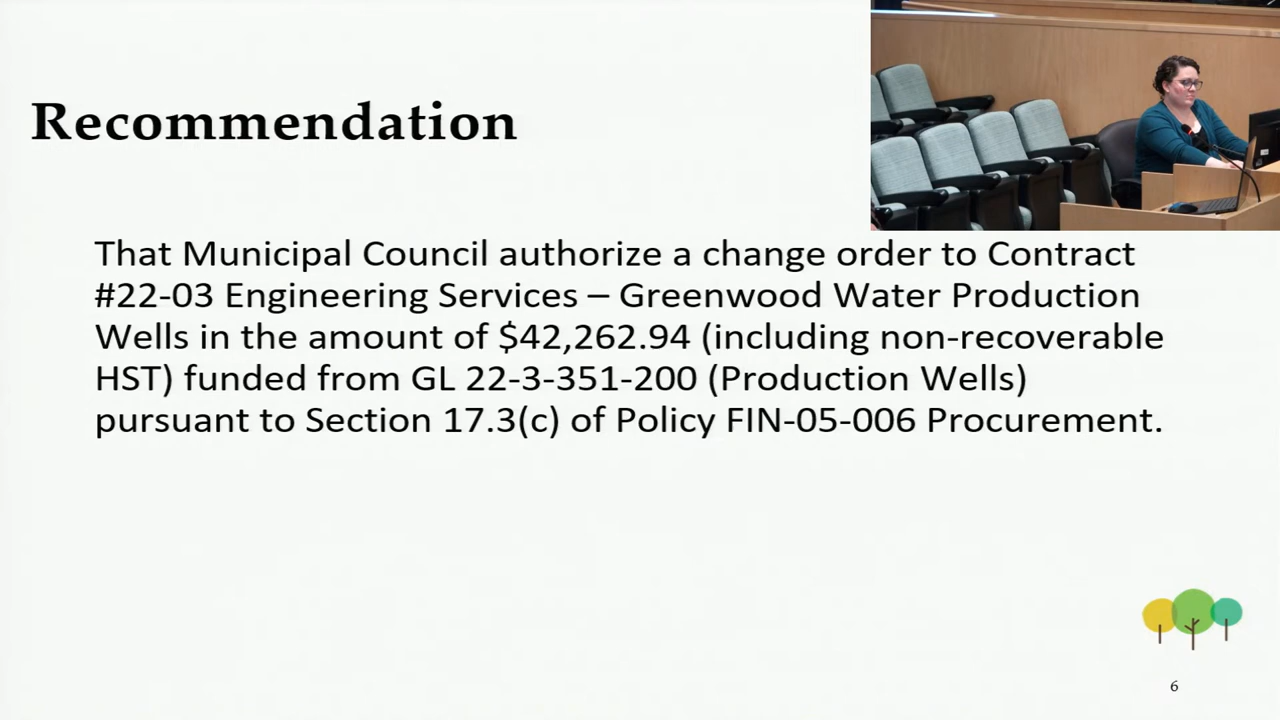 Recommendation
That Municipal Council authorize a change order to Contract
#22-03 Engineering Services – Greenwood Water Production
Wells in the amount of $42,262.94 (including non-recoverable
HST) funded from GL 22-3-351-200 (Production Wells)
pursuant to Section 17.3(c) of Policy FIN-05-006 Procurement.
6